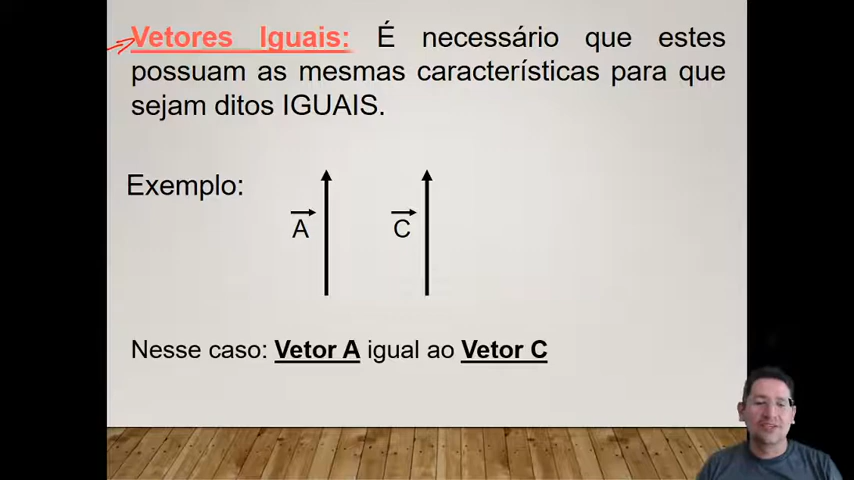 Vetores Iguais: É necessário que estes
possuam as mesmas características para que
sejam ditos IGUAIS.
Exemplo:
A
C
Nesse caso: Vetor A igual ao Vetor C